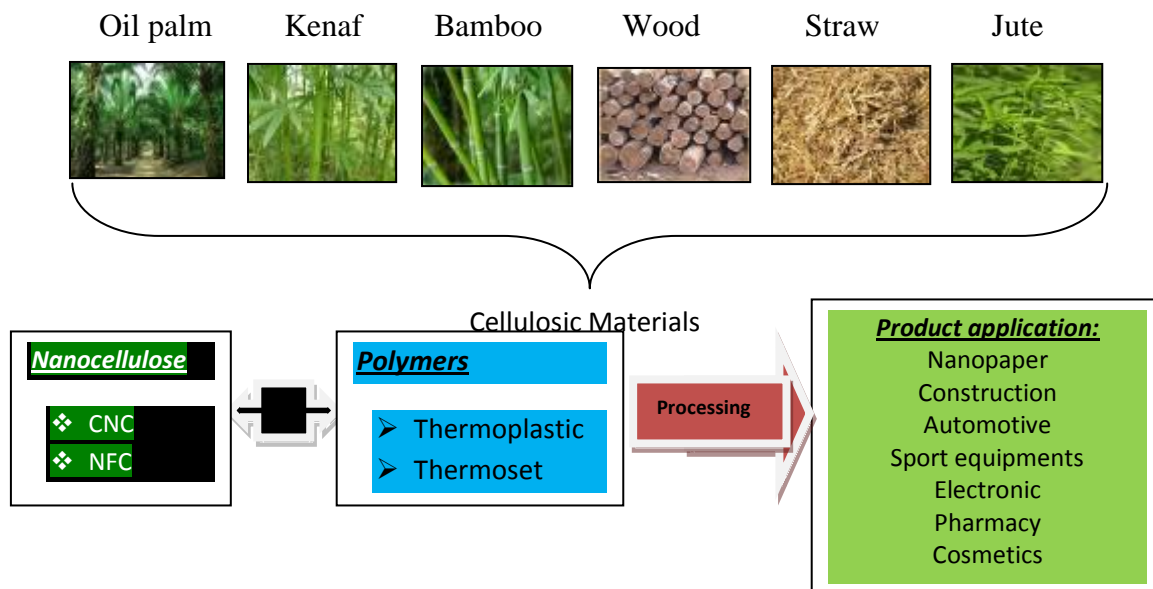 Oil palm Kenaf Bamboo Wood Straw Jute
Cellulosic Materials
Nanocellulose
❖ CNC
❖ NFC
Polymers
➢ Thermoplastic
➢ Thermoset
Processing
Product application:
Nanopaper
Construction
Automotive
Sport equipments
Electronic
Pharmacy
Cosmetics